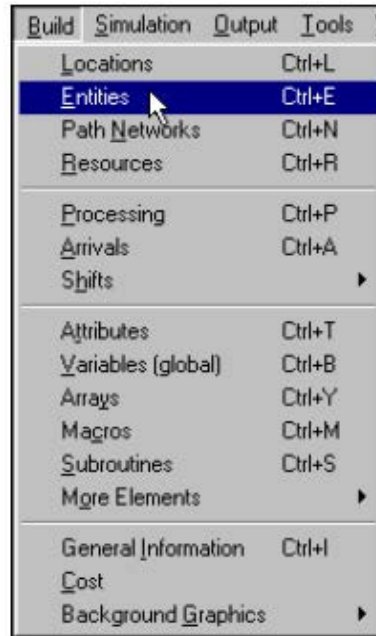 Build Simulation Output Tools
Locations Ctrl+L
Entities Ctrl+E
Path Networks Ctrl+N
Resources Ctrl+R
Processing Ctrl+P
Arrivals Ctrl+A
Shifts
Attributes Ctrl+T
Variables (global) Ctrl+B
Arrays Ctrl+Y
Macros Ctrl+M
Subroutines Ctrl+S
More Elements
General Information Ctrl+I
Cost
Background Graphics